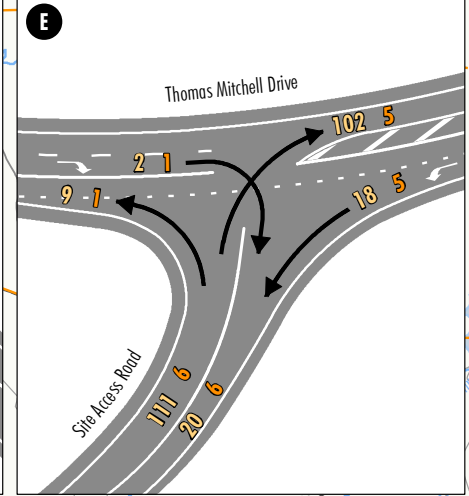 E
Thomas Mitchell Drive
102 5
2 1
18 5
9 1
Site Access Road
111 6
20 6